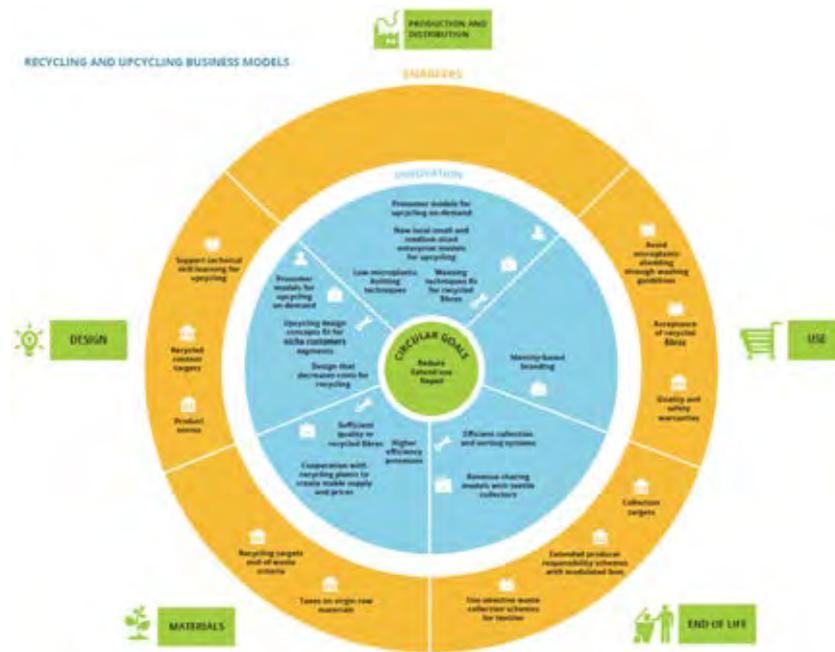 PRODUCTION AND
DISTRIBUTION
RECYCLING AND UPCYCLING BUSINESS MODELS
ENABLERS
INNOVATION
Prosumer models for
upcycling on-demand
New local small and
medium-sized
enterprise models
for upcycling
Low microplastics
knitting
techniques
Weaving
techniques fit
for recycled
fibres
Support technical
skill learning for
upcycling
Recycled
content targets
Product
norms
Prosumer
models for
upcycling
on-demand
Upcycling design
concepts fit for
niche customers
segments
Design that
decreases costs for
recycling
CIRCULAR GOALS
Reduce
Extend use
Repair
Identity-based
branding
Avoid
microplastic
shedding
through washing
guidelines
Acceptance
of recycled
fibres
Quality and
safety
warranties
DESIGN
USE
Sufficient
quality in
recycled fibres
Higher
efficiency
processes
Cooperation with
recycling plants to
create stable supply
and prices
Efficient collection
and sorting systems
Revenue sharing
models with textile
collectors
Collection
targets
Extended producer
responsibility schemes
with modulated fees
Use selective waste
collection schemes
for textiles
Recycling targets
end-of-waste
criteria
Taxes on virgin raw
materials
MATERIALS
END OF LIFE